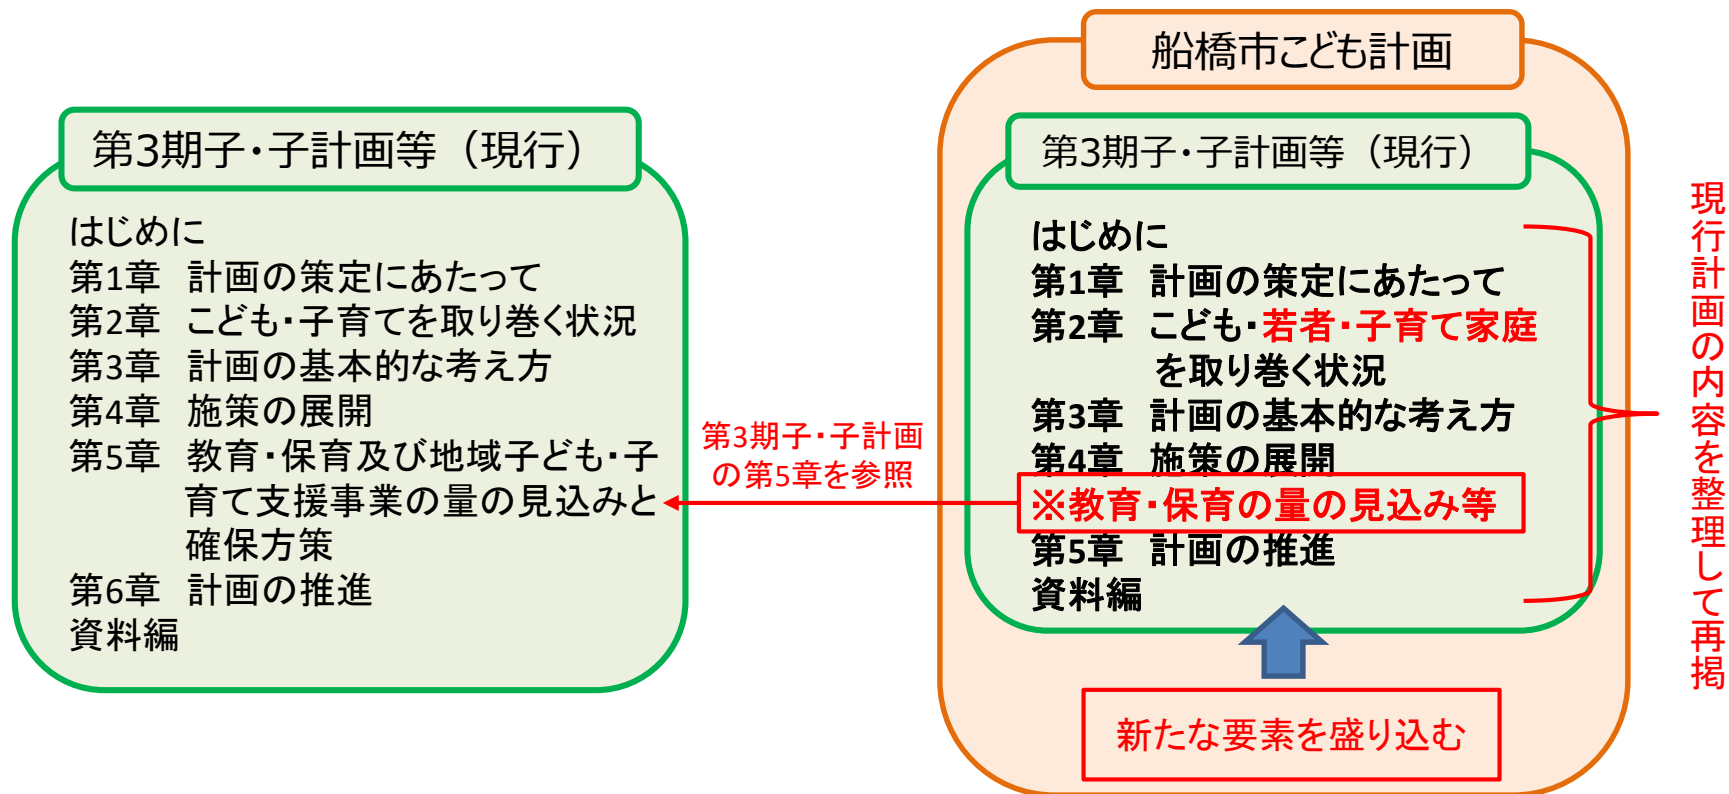 第3期子・子計画等（現行）
はじめに
第1章　計画の策定にあたって
第2章　こども・子育てを取り巻く状況
第3章　計画の基本的な考え方
第4章　施策の展開
第5章　教育・保育及び地域子ども・子
育て支援事業の量の見込みと
確保方策
第6章　計画の推進
資料編
第3期子・子計画
の第5章を参照
船橋市こども計画
第3期子・子計画等（現行）
はじめに
第1章　計画の策定にあたって
第2章　こども・若者・子育て家庭
を取り巻く状況
第3章　計画の基本的な考え方
第4章　施策の展開
※教育・保育の量の見込み等
第5章　計画の推進
資料編
新たな要素を盛り込む
現行計画の内容を整理して再掲